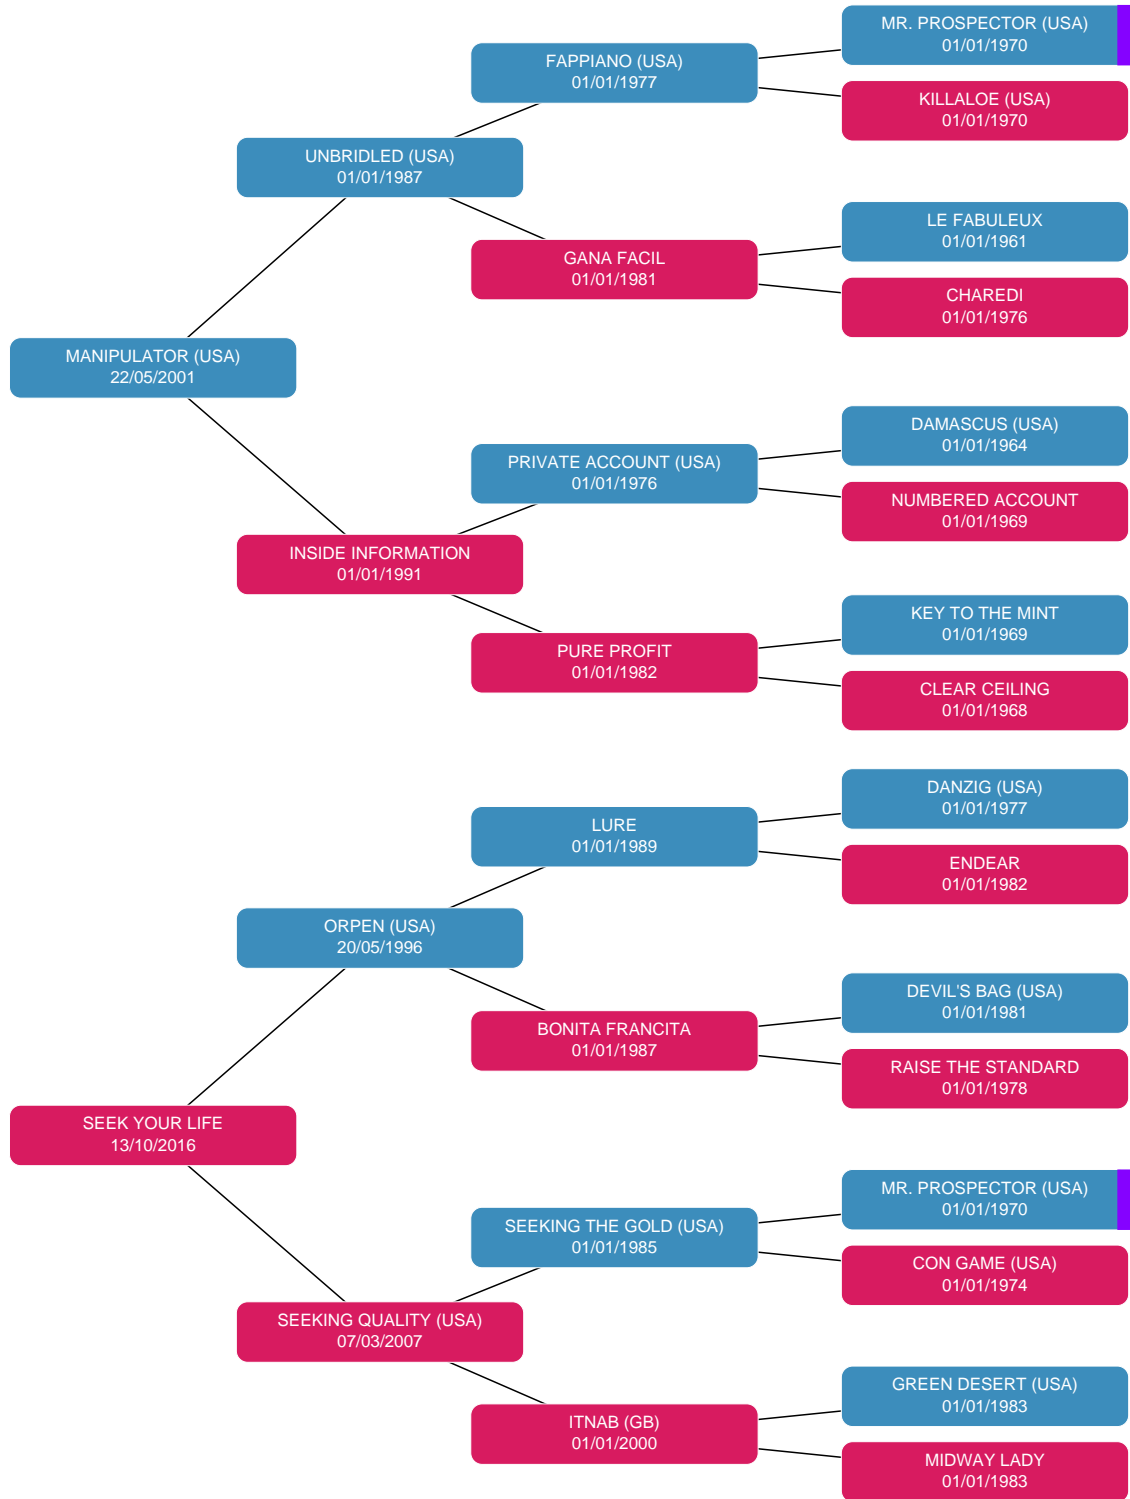 MR. PROSPECTOR (USA)
01/01/1970
FAPPIANO (USA)
01/01/1977
KILLALOE (USA)
01/01/1970
UNBRIDLED (USA)
01/01/1987
LE FABULEUX
01/01/1961
GANA FACIL
01/01/1981
CHAREDI
01/01/1976
MANIPULATOR (USA)
22/05/2001
DAMASCUS (USA)
01/01/1964
PRIVATE ACCOUNT (USA)
01/01/1976
NUMBERED ACCOUNT
01/01/1969
INSIDE INFORMATION
01/01/1991
KEY TO THE MINT
01/01/1969
PURE PROFIT
01/01/1982
CLEAR CEILING
01/01/1968
DANZIG (USA)
01/01/1977
LURE
01/01/1989
ENDEAR
01/01/1982
ORPEN (USA)
20/05/1996
DEVIL'S BAG (USA)
01/01/1981
BONITA FRANCITA
01/01/1987
RAISE THE STANDARD
01/01/1978
SEEK YOUR LIFE
13/10/2016
MR. PROSPECTOR (USA)
01/01/1970
SEEKING THE GOLD (USA)
01/01/1985
CON GAME (USA)
01/01/1974
SEEKING QUALITY (USA)
07/03/2007
GREEN DESERT (USA)
01/01/1983
ITNAB (GB)
01/01/2000
MIDWAY LADY
01/01/1983